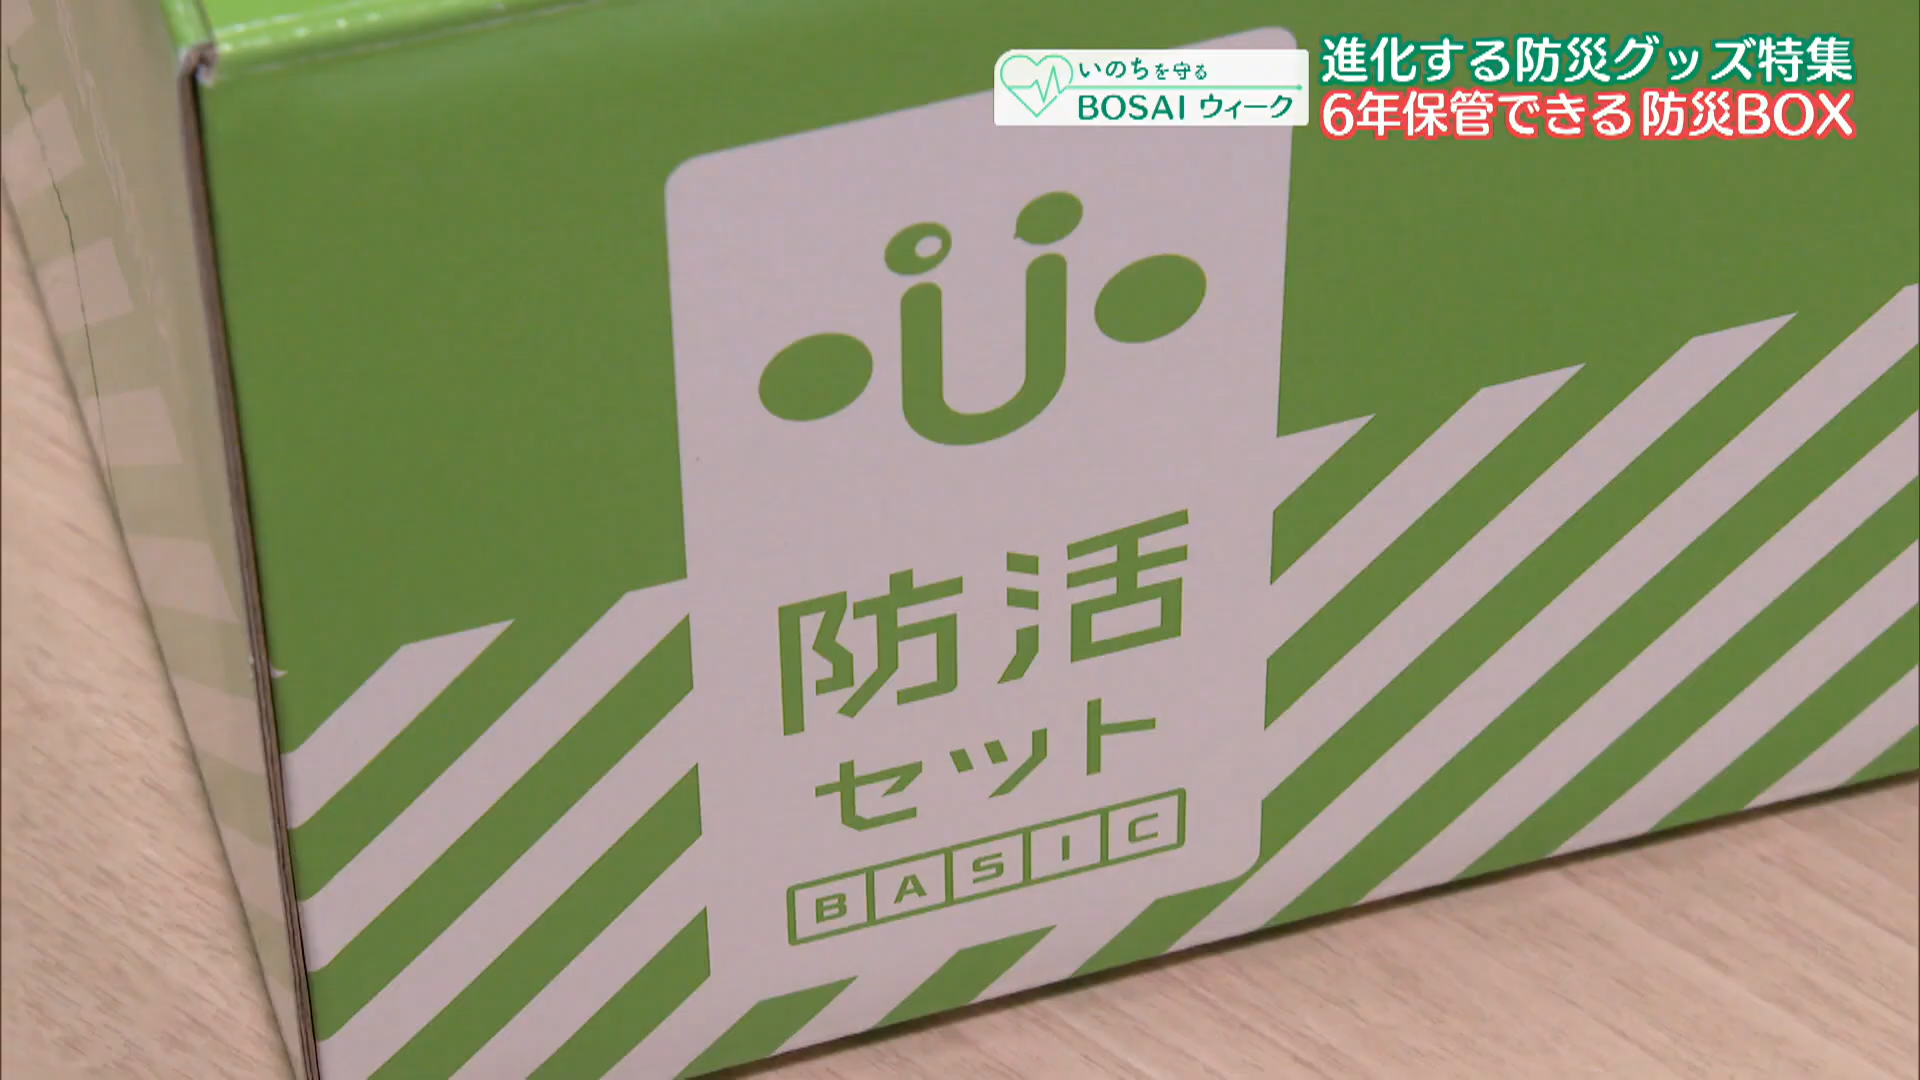 いのちを守る
BOSAI ウィーク
進化する防災グッズ特集
6年保管できる防災BOX
防活
セット
BASIC